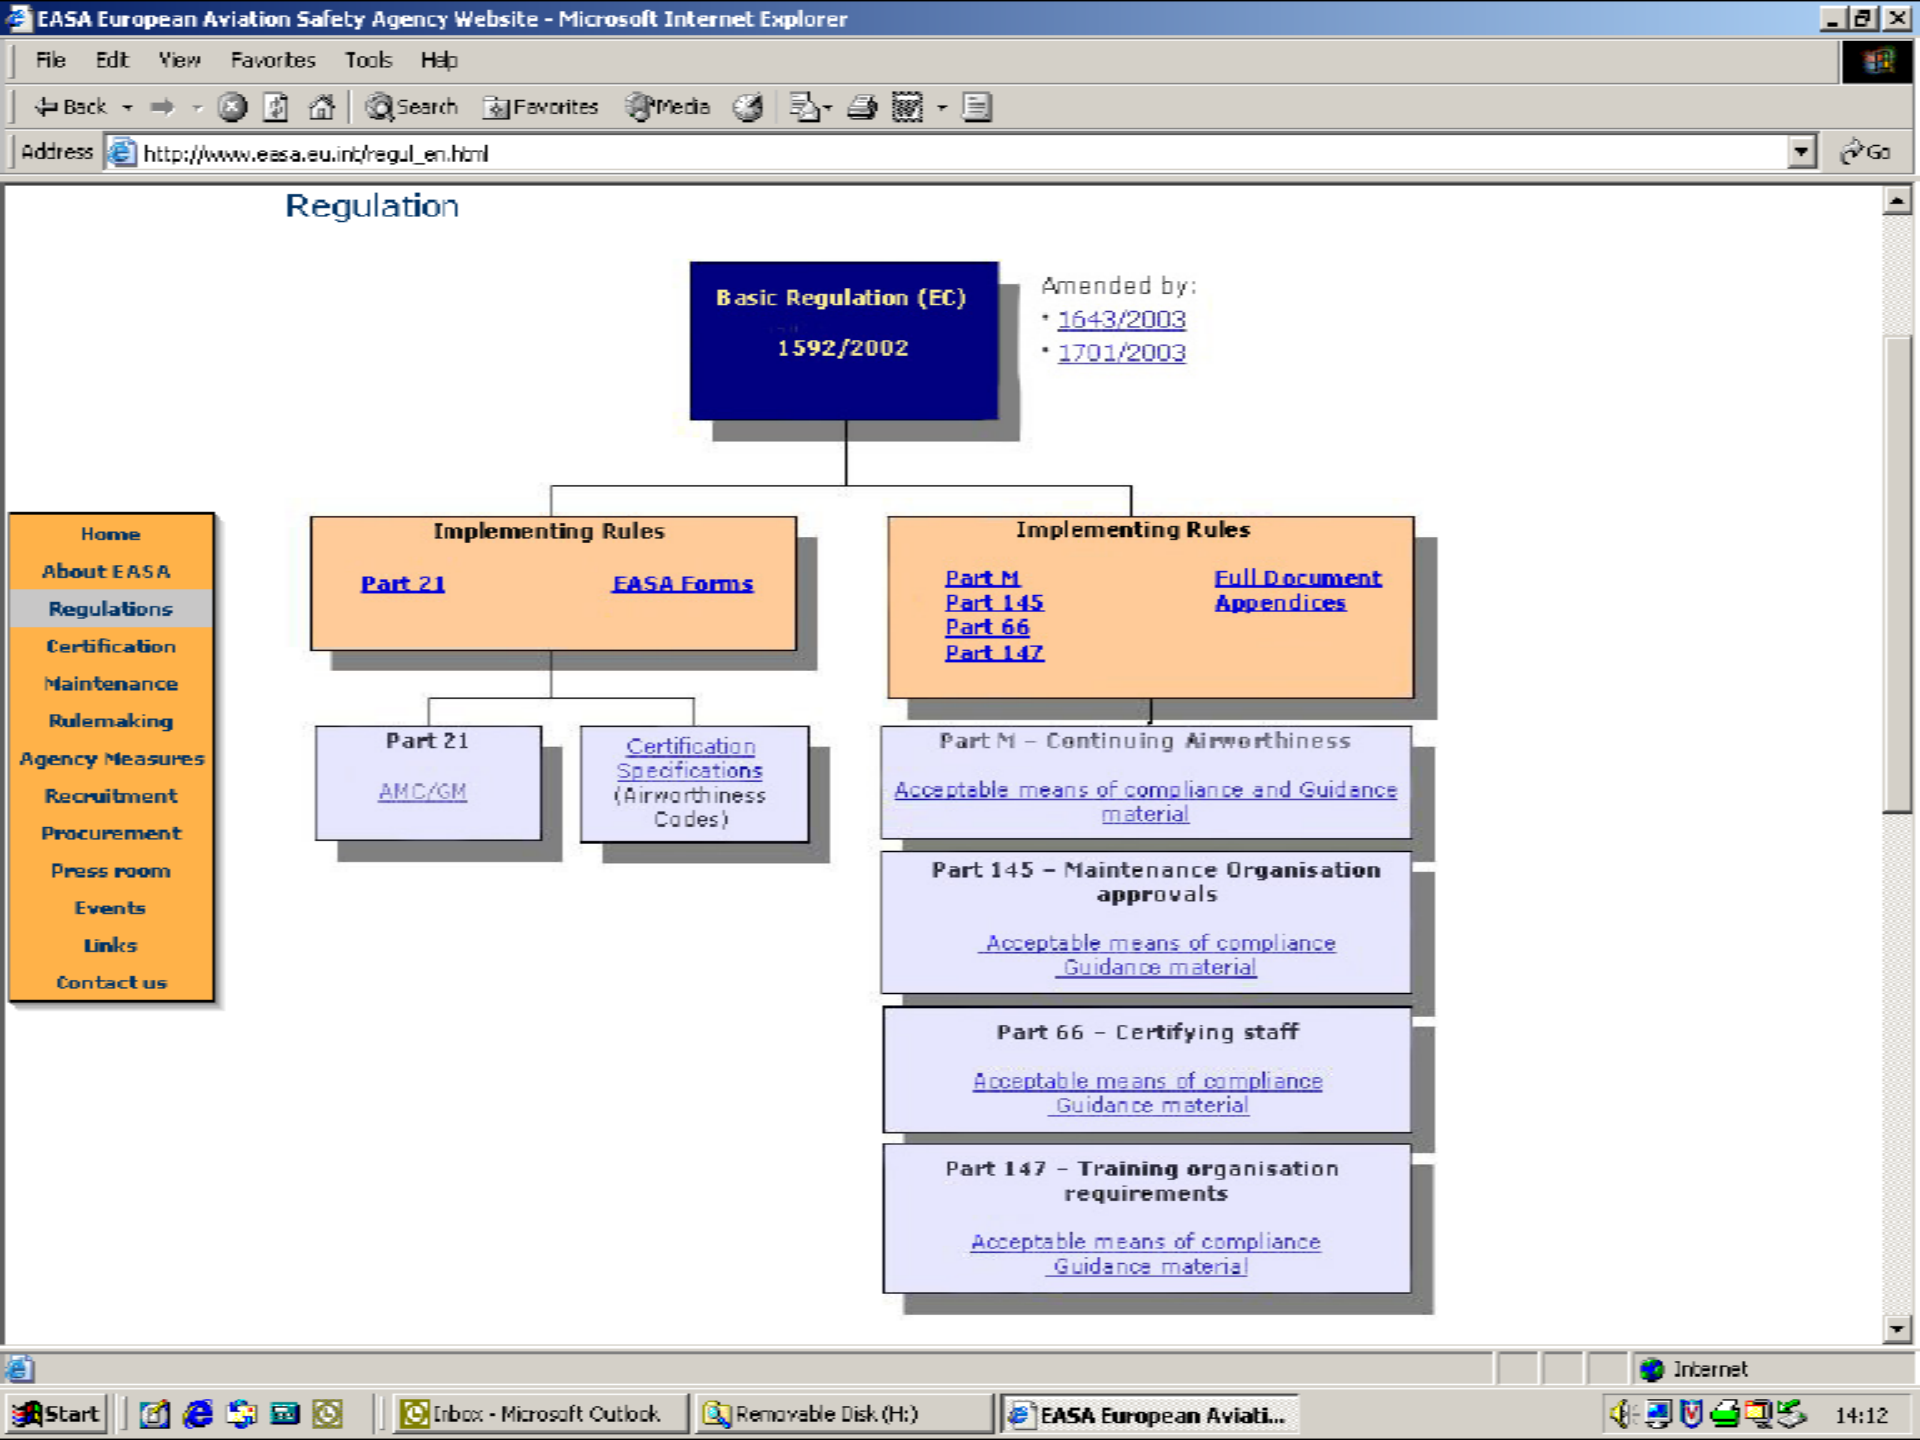 EASA European Aviation Safety Agency Website - Microsoft Internet Explorer
File Edit View Favorites Tools Help
Back Search Favorites Media
Address http://www.easa.eu.int/regul_en.html Go
Regulation
Basic Regulation (EC)
1592/2002
Amended by:
• 1643/2003
• 1701/2003
Home
About EASA
Regulations
Certification
Maintenance
Rulemaking
Agency Measures
Recruitment
Procurement
Press room
Events
Links
Contact us
Implementing Rules
Part 21 EASA Forms
Implementing Rules
Part M Full Document
Part 145 Appendices
Part 66
Part 147
Part 21
AMC/GM
Certification
Specifications
(Airworthiness
Codes)
Part M – Continuing Airworthiness
Acceptable means of compliance and Guidance
material
Part 145 – Maintenance Organisation
approvals
Acceptable means of compliance
Guidance material
Part 66 – Certifying staff
Acceptable means of compliance
Guidance material
Part 147 – Training organisation
requirements
Acceptable means of compliance
Guidance material
Internet
Start Inbox - Microsoft Outlook Removable Disk (H:) EASA European Aviati... 14:12